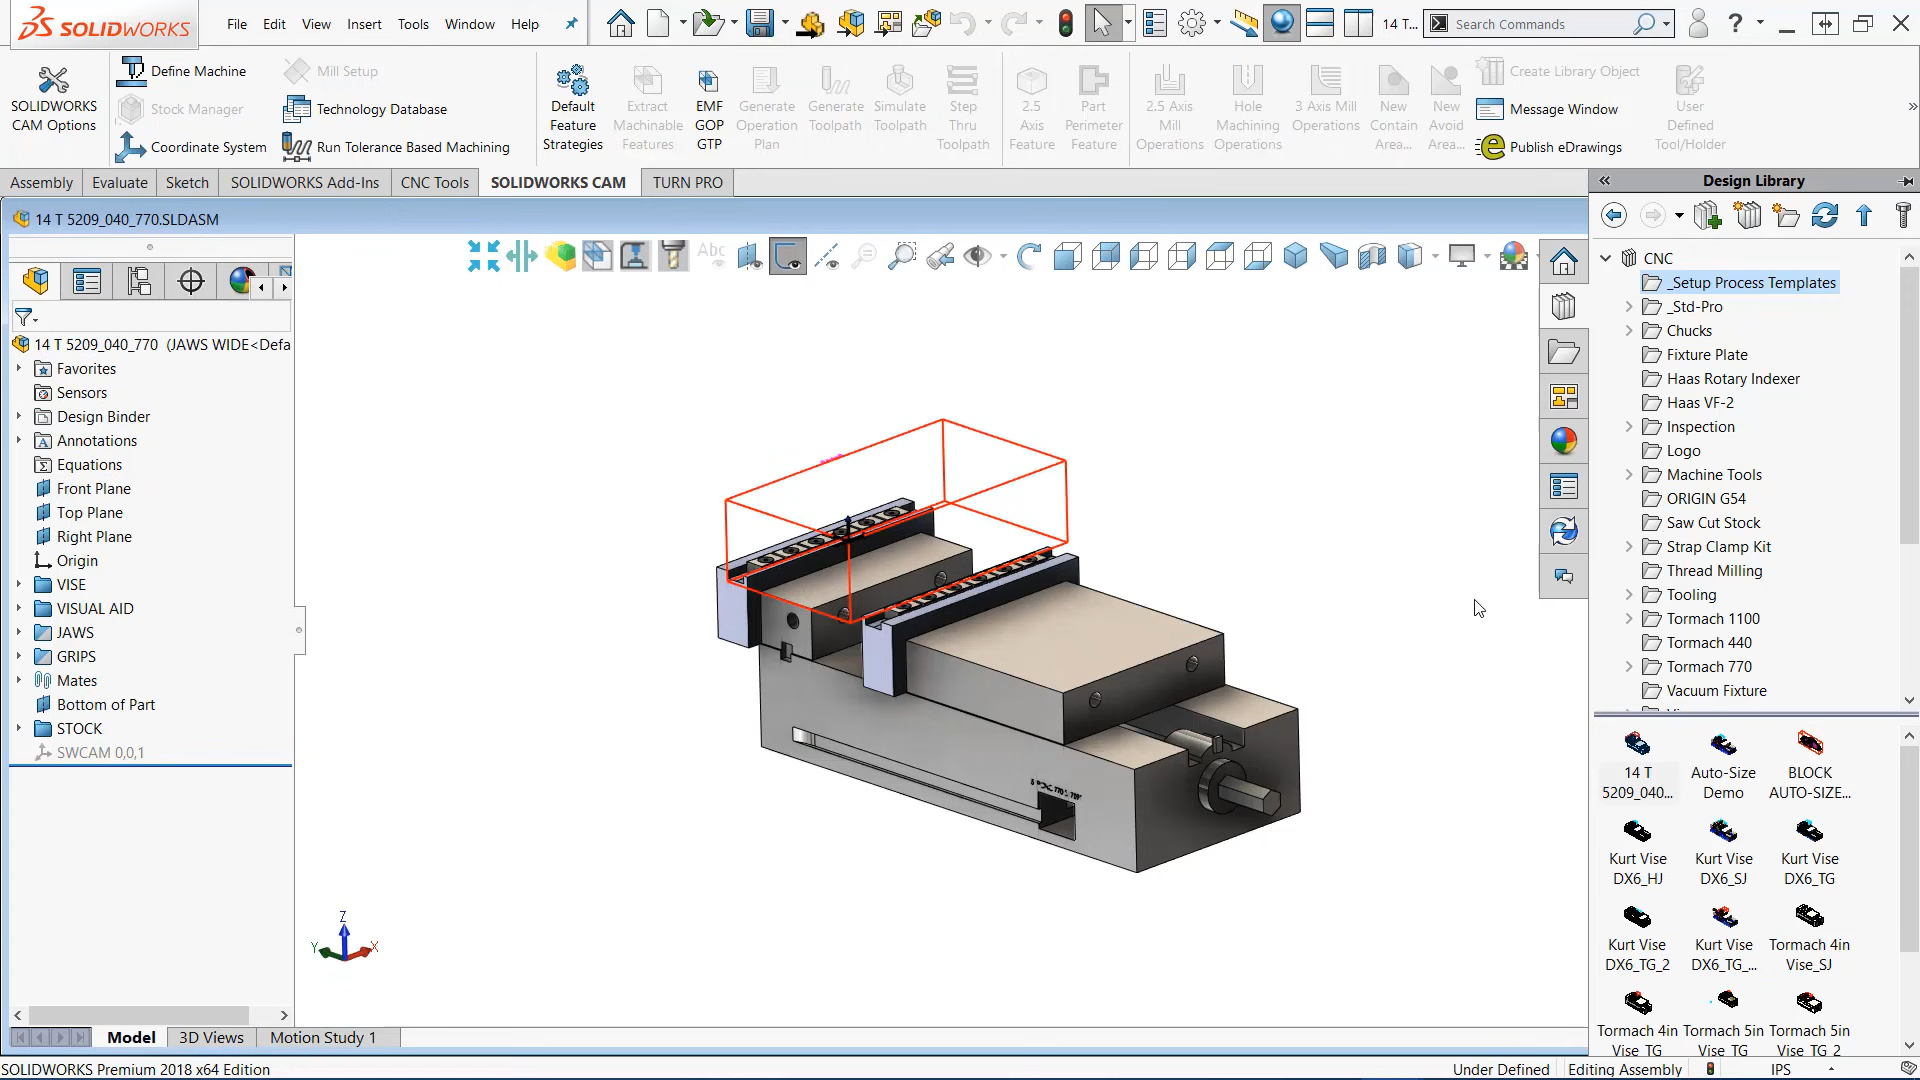 SOLIDWORKS
File Edit View Insert Tools Window Help
14 T...
Search Commands
SOLIDWORKS CAM Options
Define Machine
Stock Manager
Coordinate System
Mill Setup
Technology Database
Run Tolerance Based Machining
Default Feature Strategies
Extract Machinable Features
EMF GOP GTP
Generate Operation Plan
Generate Toolpath
Simulate Toolpath
Step Thru Toolpath
2.5 Axis Feature
Part Perimeter Feature
2.5 Axis Mill Operations
Hole Machining Operations
3 Axis Mill Operations
New Contain Area...
New Avoid Area...
Create Library Object
Message Window
Publish eDrawings
User Defined Tool/Holder
Assembly Evaluate Sketch SOLIDWORKS Add-Ins CNC Tools SOLIDWORKS CAM TURN PRO
Design Library
14 T 5209_040_770.SLDASM
Abc
14 T 5209_040_770 (JAWS WIDE<Defa
Favorites
Sensors
Design Binder
Annotations
Equations
Front Plane
Top Plane
Right Plane
Origin
VISE
VISUAL AID
JAWS
GRIPS
Mates
Bottom of Part
STOCK
SWCAM 0,0,1
Z
Y
X
CNC
_Setup Process Templates
_Std-Pro
Chucks
Fixture Plate
Haas Rotary Indexer
Haas VF-2
Inspection
Logo
Machine Tools
ORIGIN G54
Saw Cut Stock
Strap Clamp Kit
Thread Milling
Tooling
Tormach 1100
Tormach 440
Tormach 770
Vacuum Fixture
14 T 5209_040...
Auto-Size Demo
BLOCK AUTO-SIZE...
Kurt Vise DX6_HJ
Kurt Vise DX6_SJ
Kurt Vise DX6_TG
Kurt Vise DX6_TG_2
Kurt Vise DX6_TG_...
Tormach 4in Vise_SJ
Tormach 4in Vise_TG
Tormach 5in Vise_TG
Tormach 5in Vise_TG_2
Model 3D Views Motion Study 1
SOLIDWORKS Premium 2018 x64 Edition
Under Defined Editing Assembly IPS